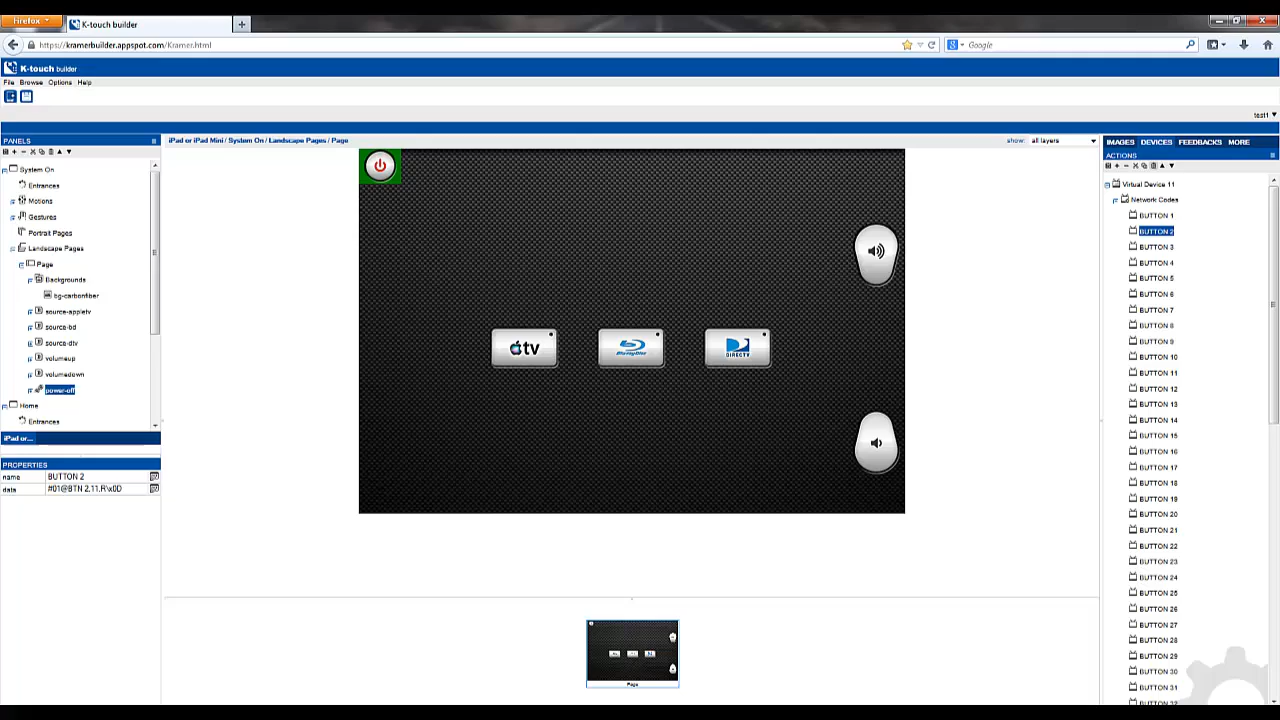 Firefox
K-touch builder
https://kramerbuilder.appspot.com/Kramer.html
Google
K-touch builder
File Browse Options Help
test1
PANELS
System On
Entrances
Motions
Gestures
Portrait Pages
Landscape Pages
Page
Backgrounds
bg-carbonfiber
source-appletv
source-bd
source-dtv
volumeup
volumedown
power-off
Home
Entrances
iPad or...
PROPERTIES
name BUTTON 2
data #01@BTN 2,11,R\x0D
iPad or iPad Mini / System On / Landscape Pages / Page
show: all layers
tv
Blu-rayDisc
DIRECTV
Page
IMAGES DEVICES FEEDBACKS MORE
ACTIONS
Virtual Device 11
Network Codes
BUTTON 1
BUTTON 2
BUTTON 3
BUTTON 4
BUTTON 5
BUTTON 6
BUTTON 7
BUTTON 8
BUTTON 9
BUTTON 10
BUTTON 11
BUTTON 12
BUTTON 13
BUTTON 14
BUTTON 15
BUTTON 16
BUTTON 17
BUTTON 18
BUTTON 19
BUTTON 20
BUTTON 21
BUTTON 22
BUTTON 23
BUTTON 24
BUTTON 25
BUTTON 26
BUTTON 27
BUTTON 28
BUTTON 29
BUTTON 30
BUTTON 31
BUTTON 32